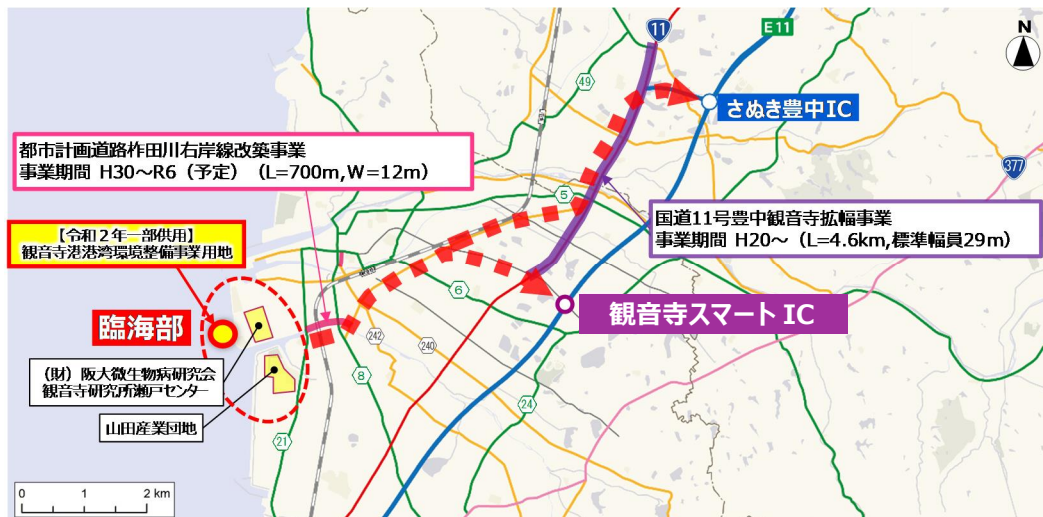 11
E11
N
49
さぬき豊中IC
都市計画道路柞田川右岸線改築事業
事業期間 H30～R6（予定）（L=700m,W=12m）
377
5
国道11号豊中観音寺拡幅事業
事業期間 H20～（L=4.6km,標準幅員29m）
【令和２年一部供用】
観音寺港港湾環境整備事業用地
6
観音寺スマートIC
臨海部
242
240
（財）阪大微生物病研究会
観音寺研究所瀬戸センター
8
24
山田産業団地
21
0 1 2 km